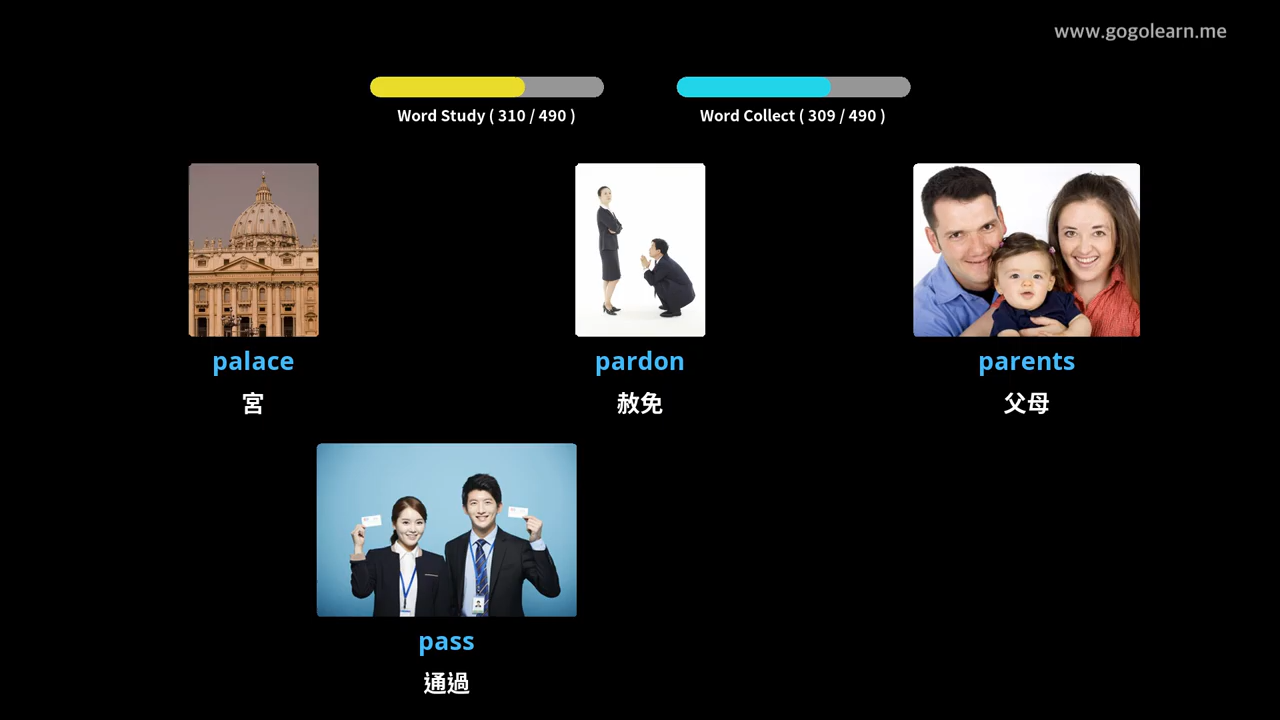 www.gogolearn.me
Word Study ( 310 / 490 )
Word Collect ( 309 / 490 )
palace
pardon
parents
宮
赦免
父母
pass
通過